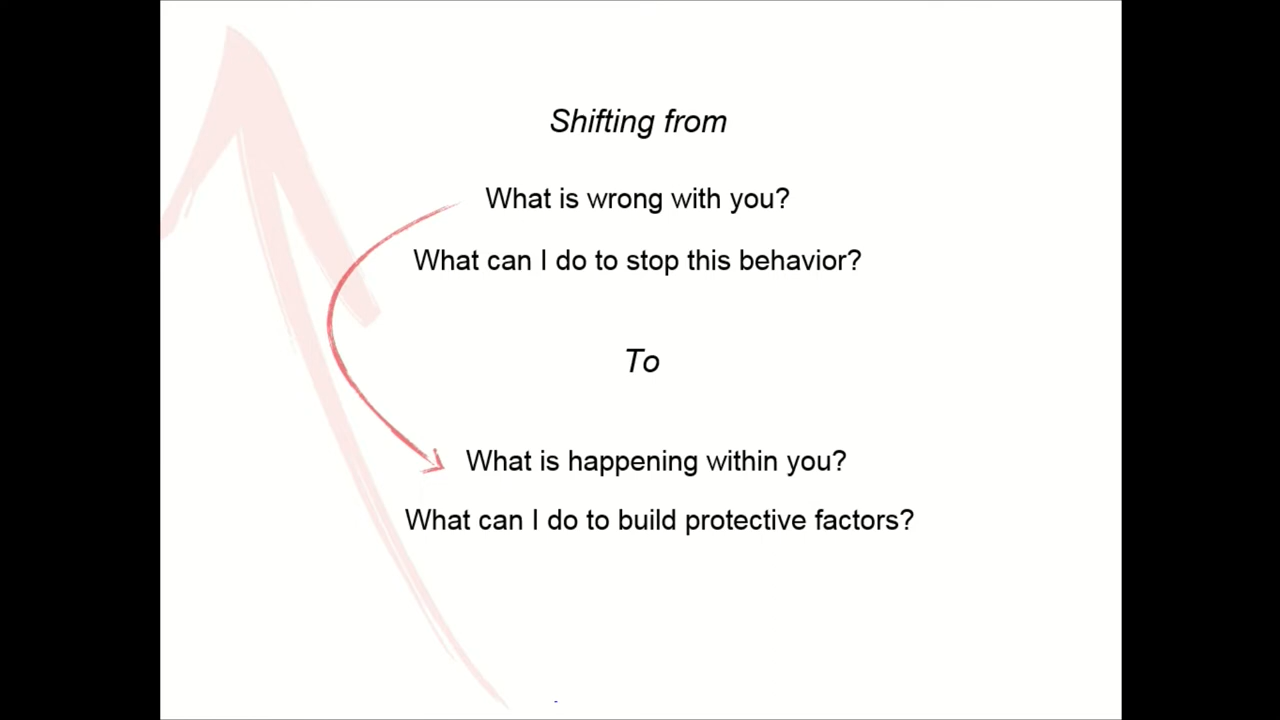 Shifting from
What is wrong with you?
What can I do to stop this behavior?
To
What is happening within you?
What can I do to build protective factors?